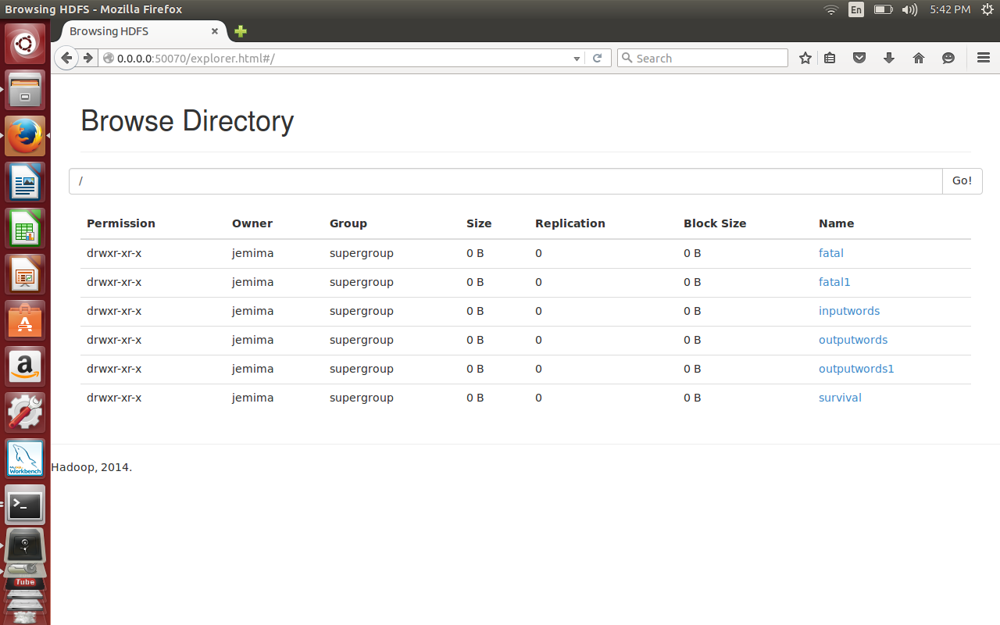 Browsing HDFS - Mozilla Firefox
En
5:42 PM
Browsing HDFS
0.0.0.0:50070/explorer.html#/
Search
Browse Directory
/
Go!
Permission Owner Group Size Replication Block Size Name
drwxr-xr-x jemima supergroup 0 B 0 0 B fatal
drwxr-xr-x jemima supergroup 0 B 0 0 B fatal1
drwxr-xr-x jemima supergroup 0 B 0 0 B inputwords
drwxr-xr-x jemima supergroup 0 B 0 0 B outputwords
drwxr-xr-x jemima supergroup 0 B 0 0 B outputwords1
drwxr-xr-x jemima supergroup 0 B 0 0 B survival
Hadoop, 2014.
a
Workbench
>_
Tube